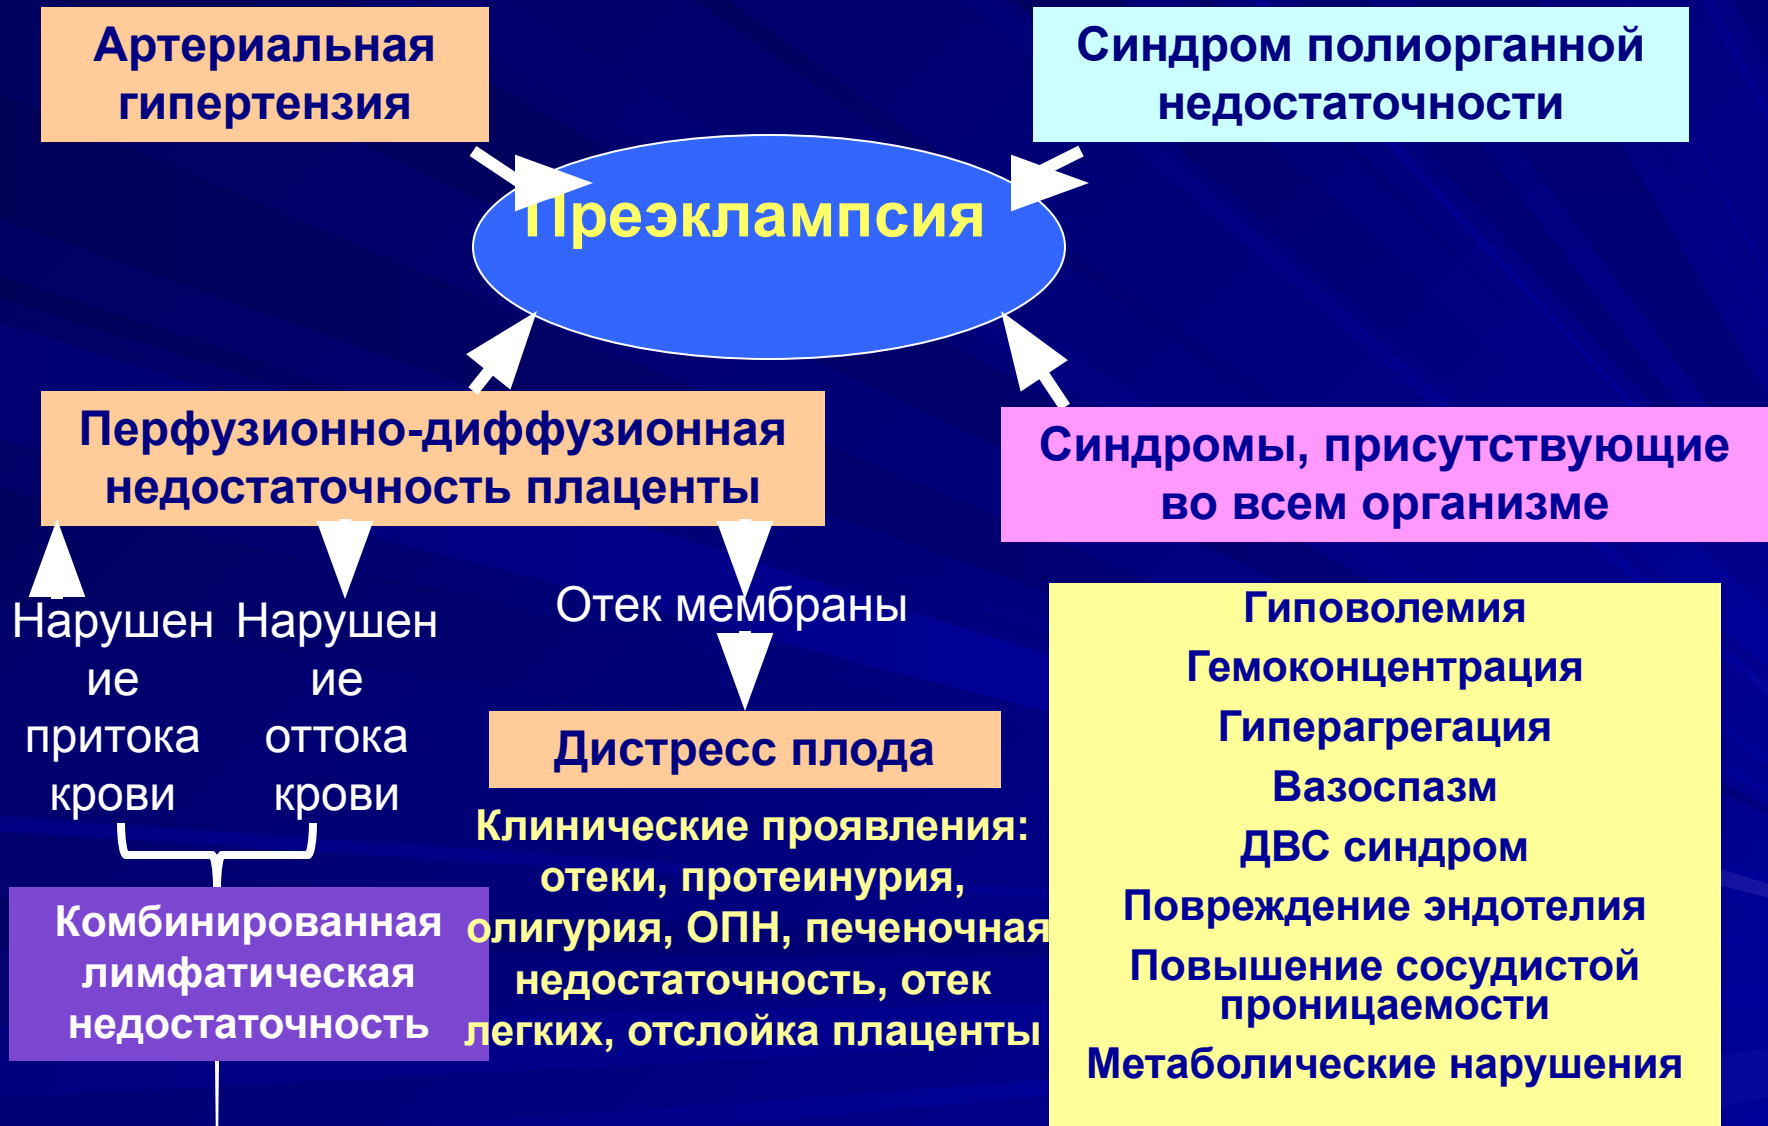 Артериальная
гипертензия
Синдром полиорганной
недостаточности
Преэклампсия
Перфузионно-диффузионная
недостаточность плаценты
Синдромы, присутствующие
во всем организме
Нарушен
ие
притока
крови
Нарушен
ие
оттока
крови
Отек мембраны
Дистресс плода
Комбинированная
лимфатическая
недостаточность
Клинические проявления:
отеки, протеинурия,
олигурия, ОПН, печеночная
недостаточность, отек
легких, отслойка плаценты
Гиповолемия
Гемоконцентрация
Гиперагрегация
Вазоспазм
ДВС синдром
Повреждение эндотелия
Повышение сосудистой
проницаемости
Метаболические нарушения